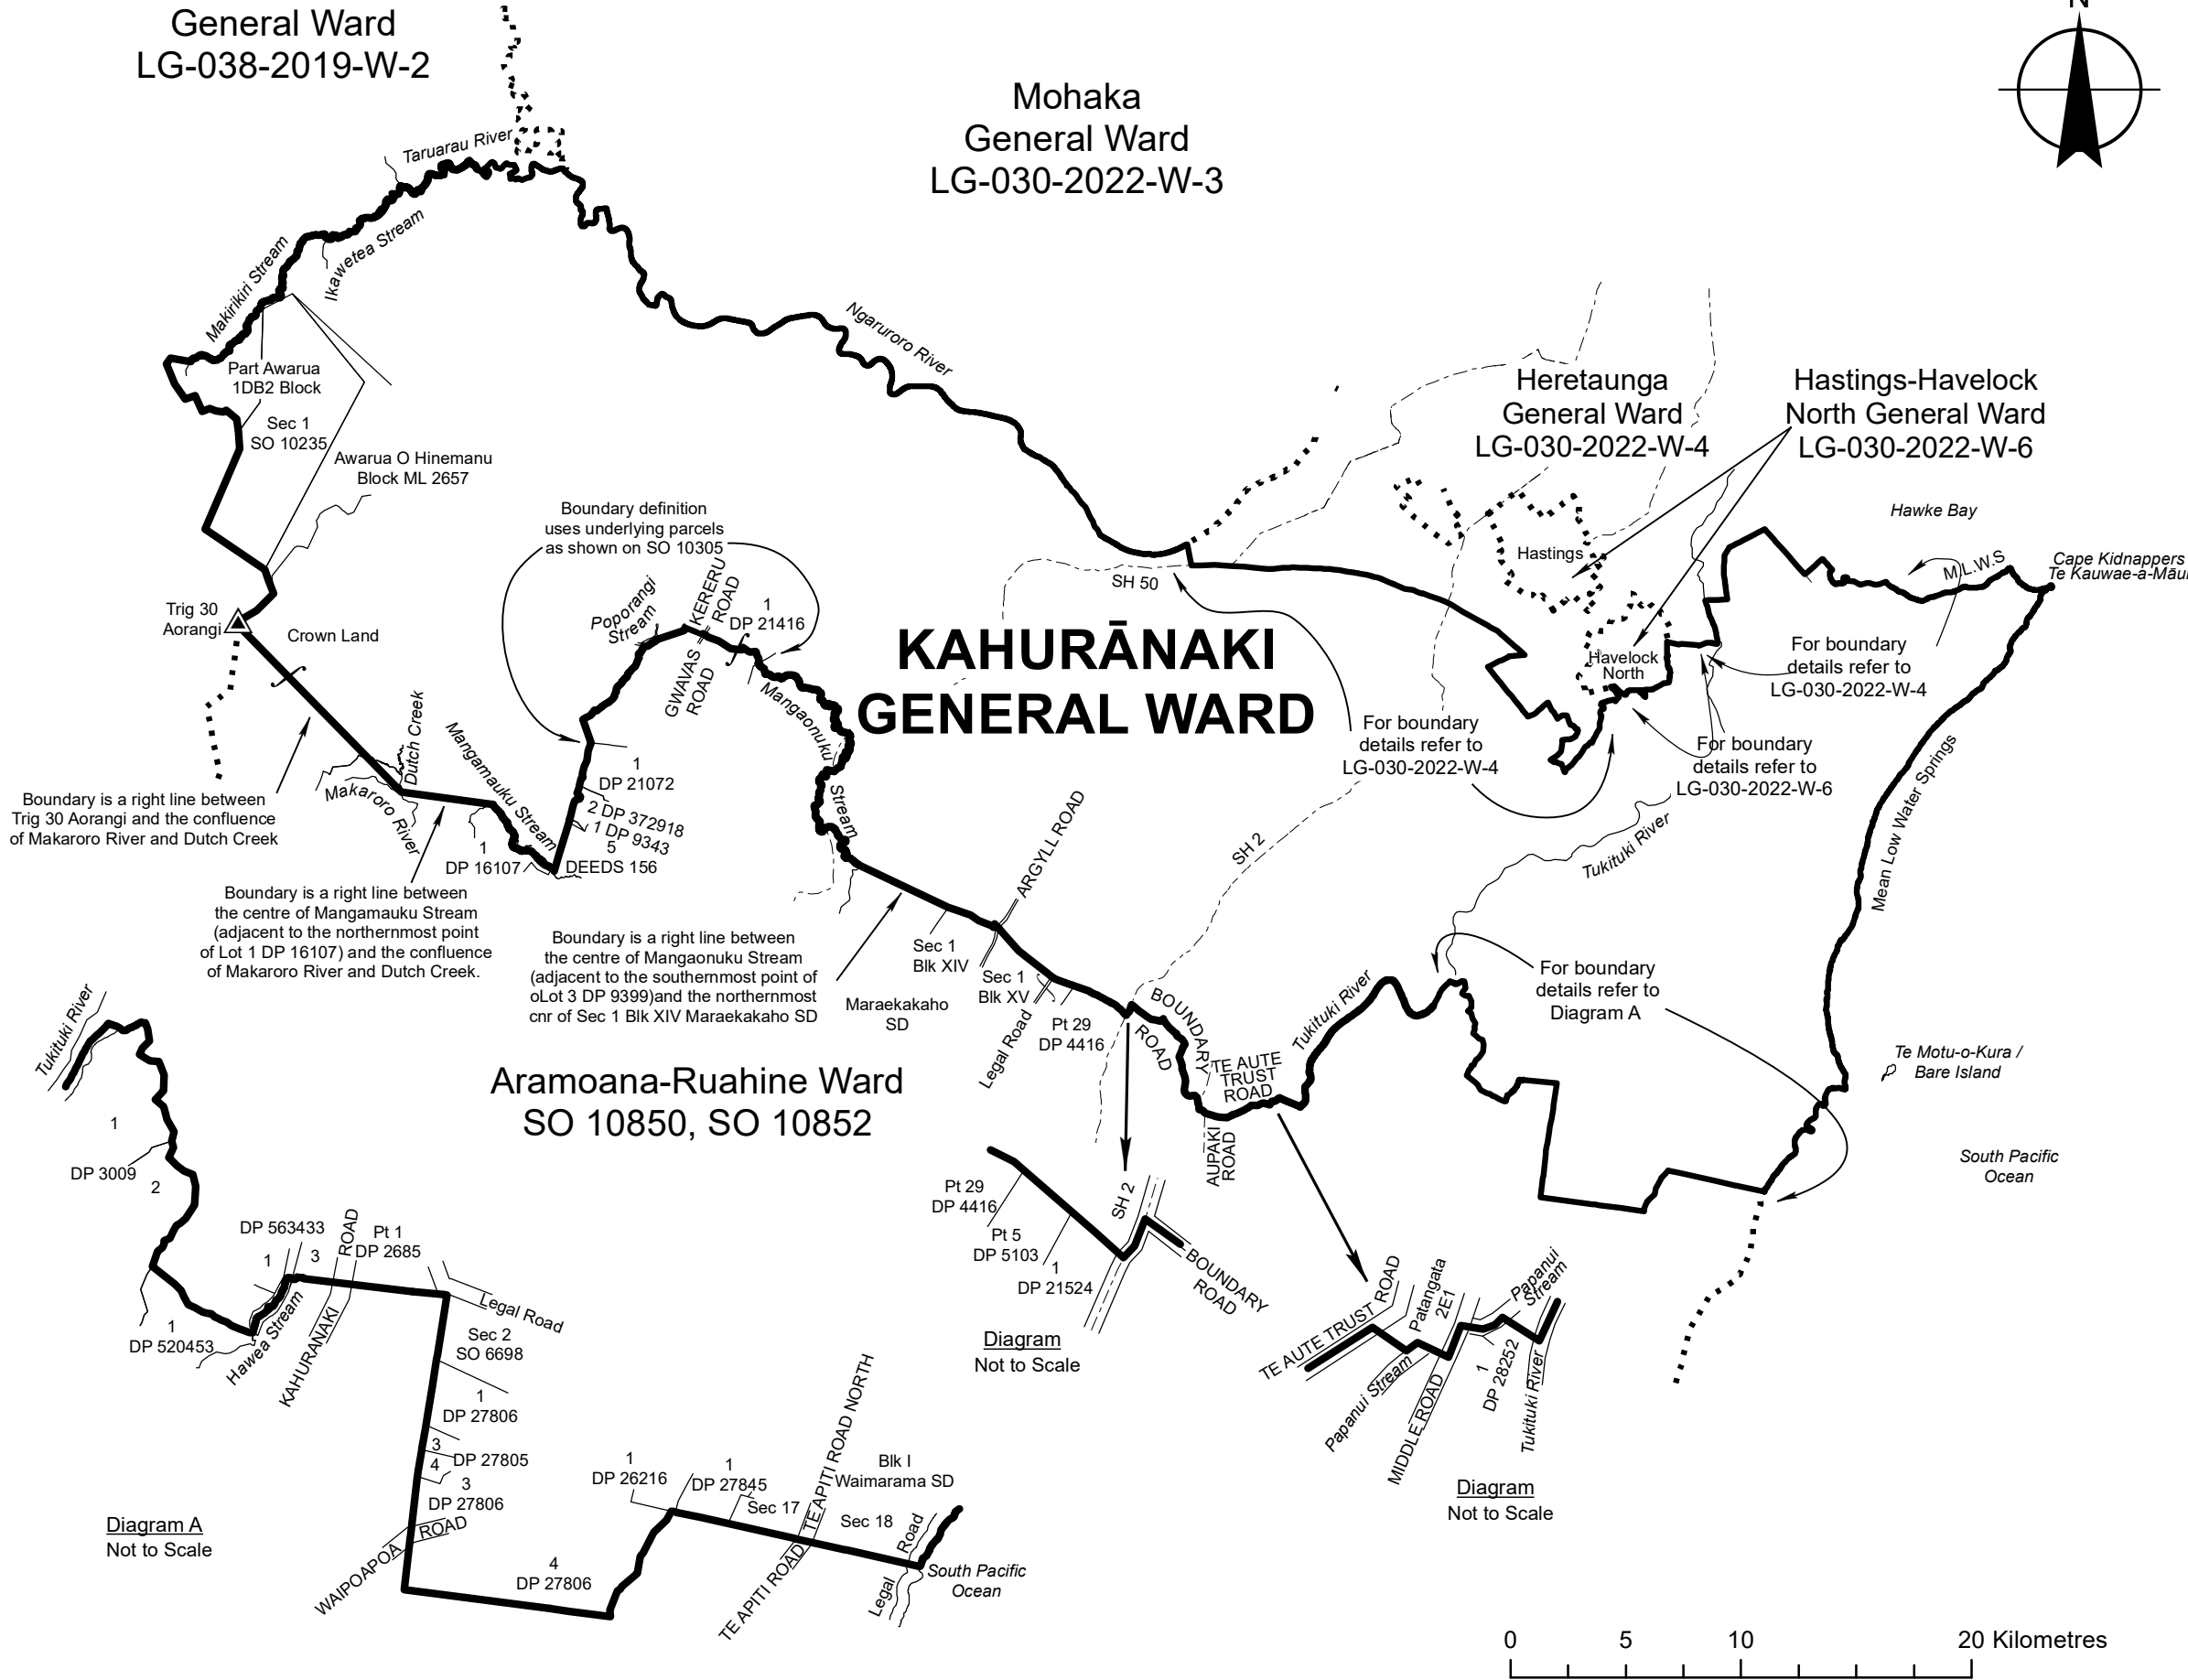 General Ward
LG-038-2019-W-2
Mohaka
General Ward
LG-030-2022-W-3
N
Taruarau River
Makirikiri Stream
Ikawetea Stream
Ngaruroro River
Part Awarua
1DB2 Block
Sec 1
SO 10235
Awarua O Hinemanu
Block ML 2657
Heretaunga
General Ward
LG-030-2022-W-4
Hastings-Havelock
North General Ward
LG-030-2022-W-6
Hawke Bay
Hastings
M.L.W.S
Cape Kidnappers
Te Kauwae-a-Māui
Boundary definition
uses underlying parcels
as shown on SO 10305
SH 50
Trig 30
Aorangi
Crown Land
Poporangi
Stream
KERERU
ROAD
GWAVAS
ROAD
1
DP 21416
KAHURĀNAKI
GENERAL WARD
Havelock
North
For boundary
details refer to
LG-030-2022-W-4
For boundary
details refer to
LG-030-2022-W-4
For boundary
details refer to
LG-030-2022-W-6
Mangaonuku
Stream
Dutch Creek
Makaroro River
Mangamauku Stream
1
DP 21072
2 DP 372918
1 DP 9343
5
DEEDS 156
1
DP 16107
Boundary is a right line between
Trig 30 Aorangi and the confluence
of Makaroro River and Dutch Creek
Boundary is a right line between
the centre of Mangamauku Stream
(adjacent to the northernmost point
of Lot 1 DP 16107) and the confluence
of Makaroro River and Dutch Creek.
Boundary is a right line between
the centre of Mangaonuku Stream
(adjacent to the southernmost point of
oLot 3 DP 9399)and the northernmost
cnr of Sec 1 Blk XIV Maraekakaho SD
Maraekakaho
SD
ARGYLL ROAD
SH 2
Tukituki River
Mean Low Water Springs
Sec 1
Blk XIV
Sec 1
Blk XV
Legal Road
Pt 29
DP 4416
BOUNDARY
ROAD
TE AUTE
TRUST
ROAD
AUPAKI
ROAD
Tukituki River
For boundary
details refer to
Diagram A
Te Motu-o-Kura /
Bare Island
South Pacific
Ocean
Aramoana-Ruahine Ward
SO 10850, SO 10852
Tukituki River
1
DP 3009
2
DP 563433
1
3
KAHURANAKI
ROAD
Pt 1
DP 2685
Legal Road
1
DP 520453
Hawea Stream
Sec 2
SO 6698
1
DP 27806
3
4
DP 27805
3
DP 27806
WAIPOAPOA
ROAD
4
DP 27806
1
DP 26216
1
DP 27845
Sec 17
TE APITI ROAD
TE APITI ROAD NORTH
Blk I
Waimarama SD
Sec 18
Legal
Road
South Pacific
Ocean
Diagram A
Not to Scale
Pt 29
DP 4416
Pt 5
DP 5103
1
DP 21524
SH 2
BOUNDARY
ROAD
Diagram
Not to Scale
TE AUTE TRUST ROAD
Patangata
2E1
Papanui
Stream
Papanui Stream
MIDDLE ROAD
1
DP 28252
Tukituki River
Diagram
Not to Scale
0 5 10 20 Kilometres